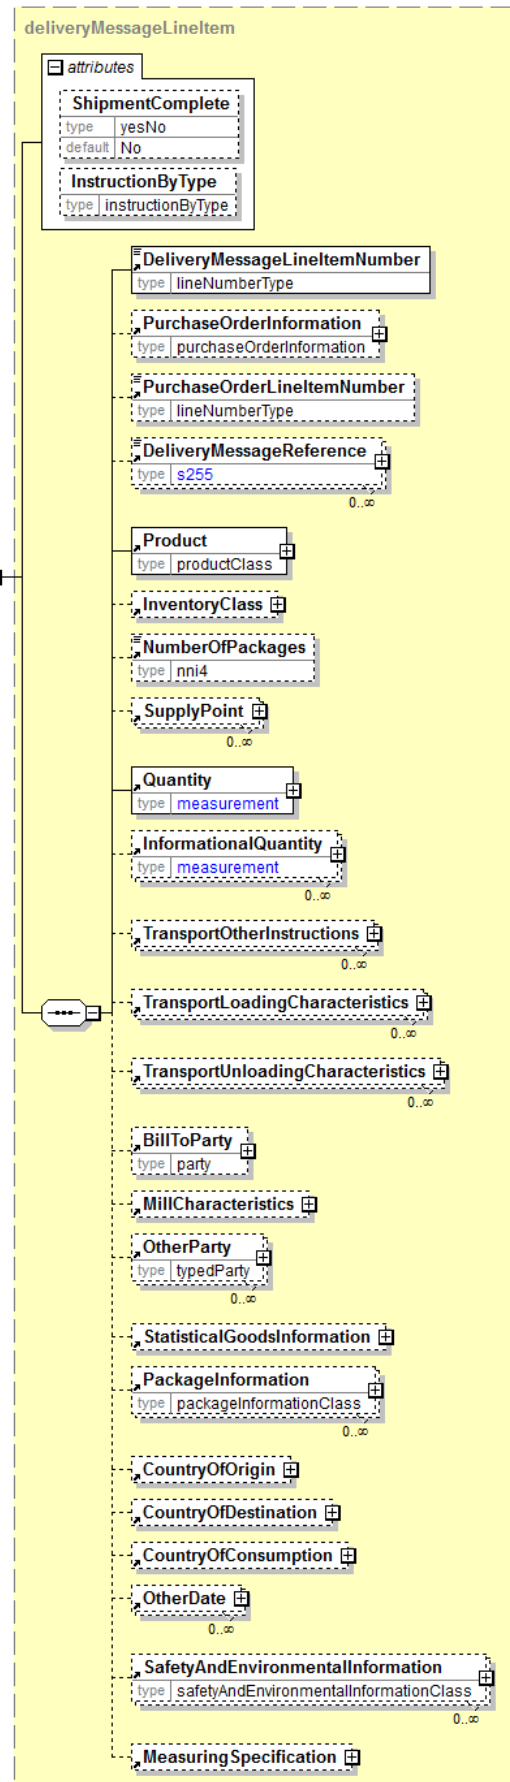 deliveryMessageLineItem
attributes
ShipmentComplete
type yesNo
default No
InstructionByType
type instructionByType
DeliveryMessageLineItemNumber
type lineNumberType
PurchaseOrderInformation
type purchaseOrderInformation
PurchaseOrderLineItemNumber
type lineNumberType
DeliveryMessageReference
type s255
0..∞
Product
type productClass
InventoryClass
NumberOfPackages
type nni4
SupplyPoint
0..∞
Quantity
type measurement
InformationalQuantity
type measurement
0..∞
TransportOtherInstructions
0..∞
TransportLoadingCharacteristics
0..∞
TransportUnloadingCharacteristics
0..∞
BillToParty
type party
MillCharacteristics
OtherParty
type typedParty
0..∞
StatisticalGoodsInformation
PackageInformation
type packageInformationClass
0..∞
CountryOfOrigin
CountryOfDestination
CountryOfConsumption
OtherDate
0..∞
SafetyAndEnvironmentalInformation
type safetyAndEnvironmentalInformationClass
0..∞
MeasuringSpecification